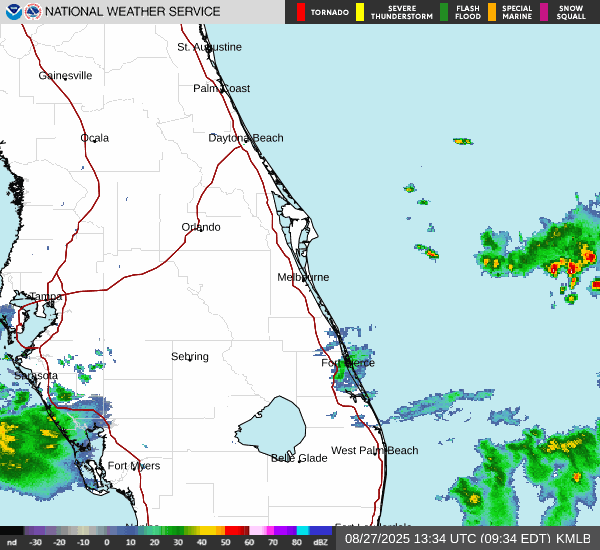 NATIONAL WEATHER SERVICE
TORNADO
SEVERE THUNDERSTORM
FLASH FLOOD
SPECIAL MARINE
SNOW SQUALL
St. Augustine
Gainesville
Palm Coast
Ocala
Daytona Beach
Orlando
Melbourne
Tampa
Sebring
Fort Pierce
Sarasota
West Palm Beach
Belle Glade
Fort Myers
nd -30 -20 -10 0 10 20 30 40 50 60 70 80 dBZ
08/27/2025 13:34 UTC (09:34 EDT) KMLB